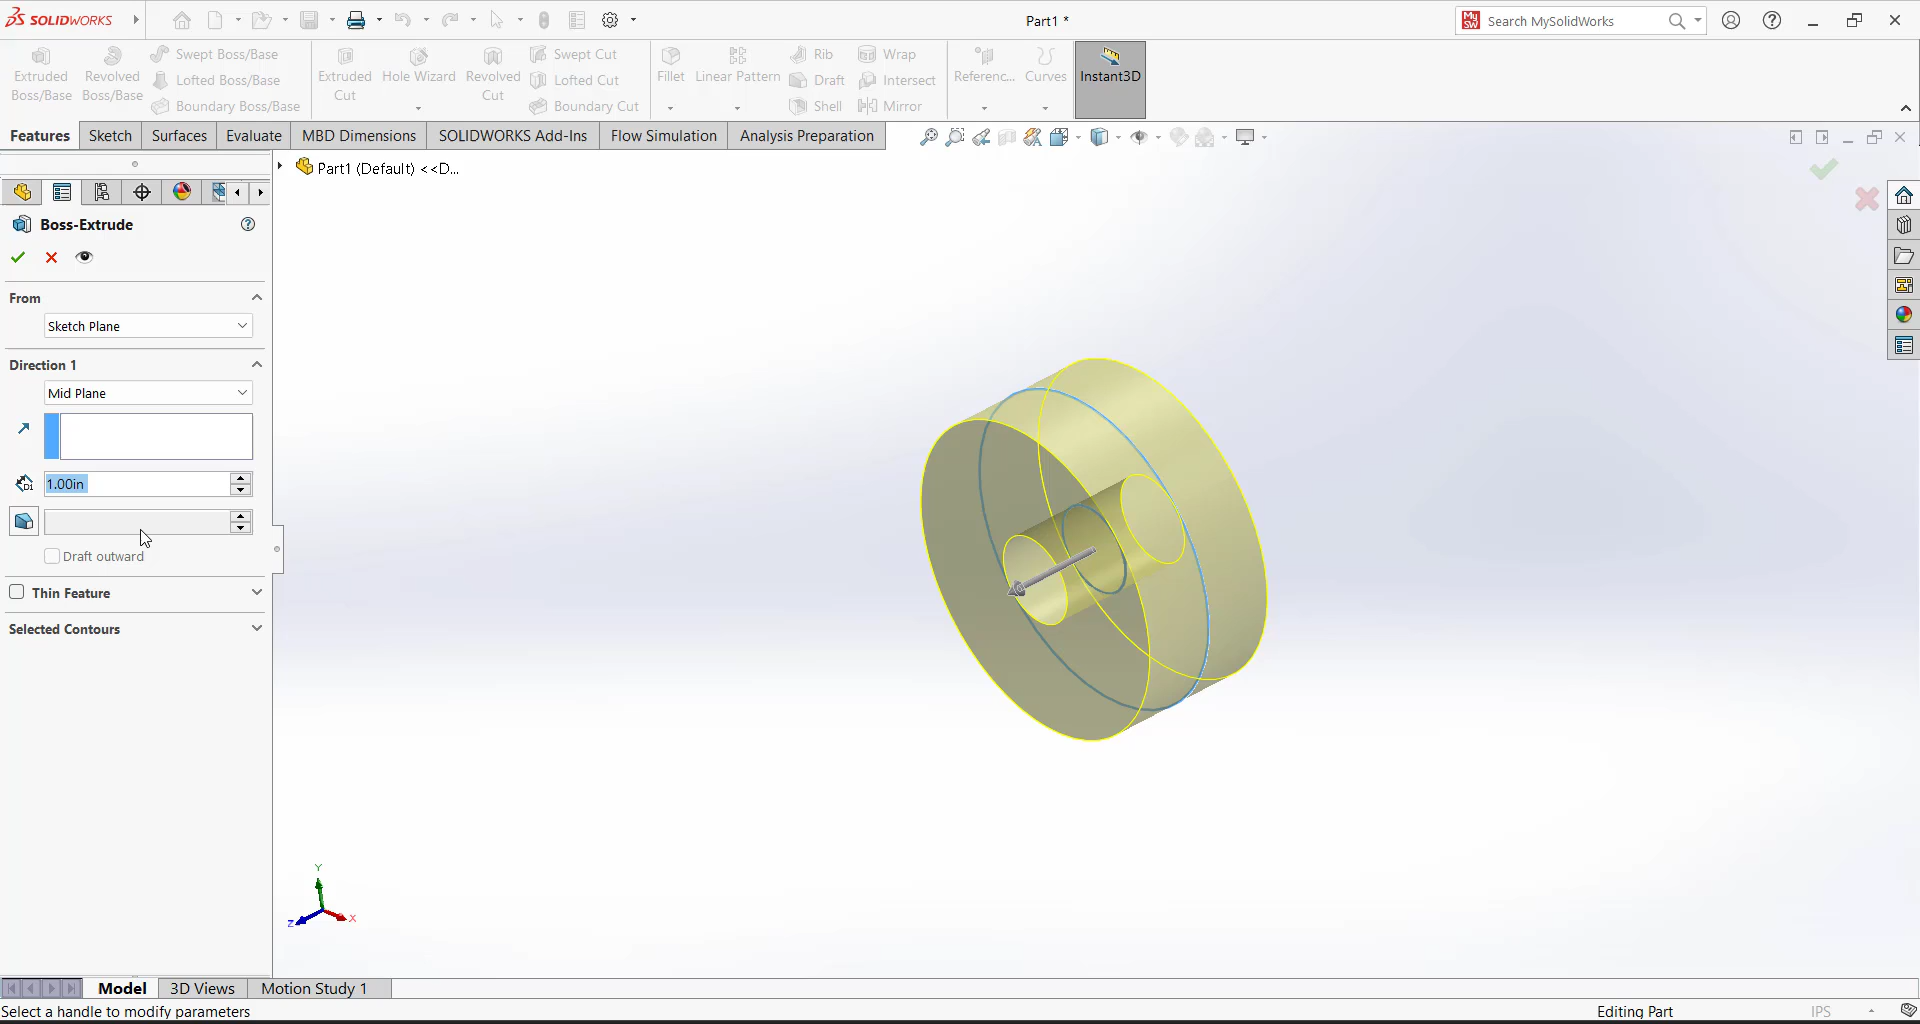 SOLIDWORKS
Part1 *
Search MySolidWorks
Extruded Boss/Base
Revolved Boss/Base
Swept Boss/Base
Lofted Boss/Base
Boundary Boss/Base
Extruded Cut
Hole Wizard
Revolved Cut
Swept Cut
Lofted Cut
Boundary Cut
Fillet
Linear Pattern
Rib
Draft
Shell
Wrap
Intersect
Mirror
Referenc...
Curves
Instant3D
Features
Sketch
Surfaces
Evaluate
MBD Dimensions
SOLIDWORKS Add-Ins
Flow Simulation
Analysis Preparation
Part1 (Default) <<D...
Boss-Extrude
From
Sketch Plane
Direction 1
Mid Plane
D1
1.00in
Draft outward
Thin Feature
Selected Contours
Y
Z
X
Model
3D Views
Motion Study 1
Select a handle to modify parameters
Editing Part
IPS